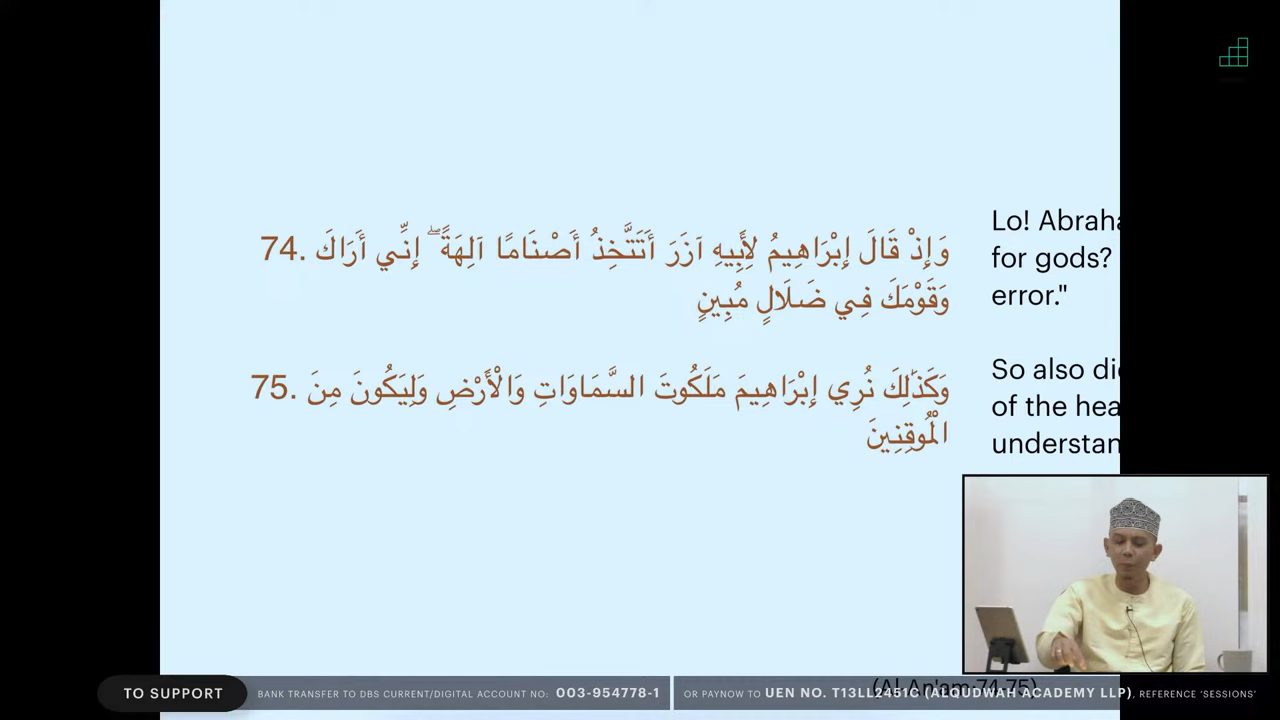 74. وَإِذْ قَالَ إِبْرَاهِيمُ لِأَبِيهِ آزَرَ أَتَتَّخِذُ أَصْنَامًا آلِهَةً ۖ إِنِّي أَرَاكَ
وَقَوْمَكَ فِي ضَلَالٍ مُبِينٍ
75. وَكَذَٰلِكَ نُرِي إِبْرَاهِيمَ مَلَكُوتَ السَّمَاوَاتِ وَالْأَرْضِ وَلِيَكُونَ مِنَ
الْمُوقِنِينَ
Lo! Abraha
for gods?
error."
So also di
of the hea
understan
(Al An'am 74-75)
TO SUPPORT
BANK TRANSFER TO DBS CURRENT/DIGITAL ACCOUNT NO: 003-954778-1
OR PAYNOW TO UEN NO. T13LL2451C (ALQUDWAH ACADEMY LLP), REFERENCE 'SESSIONS'